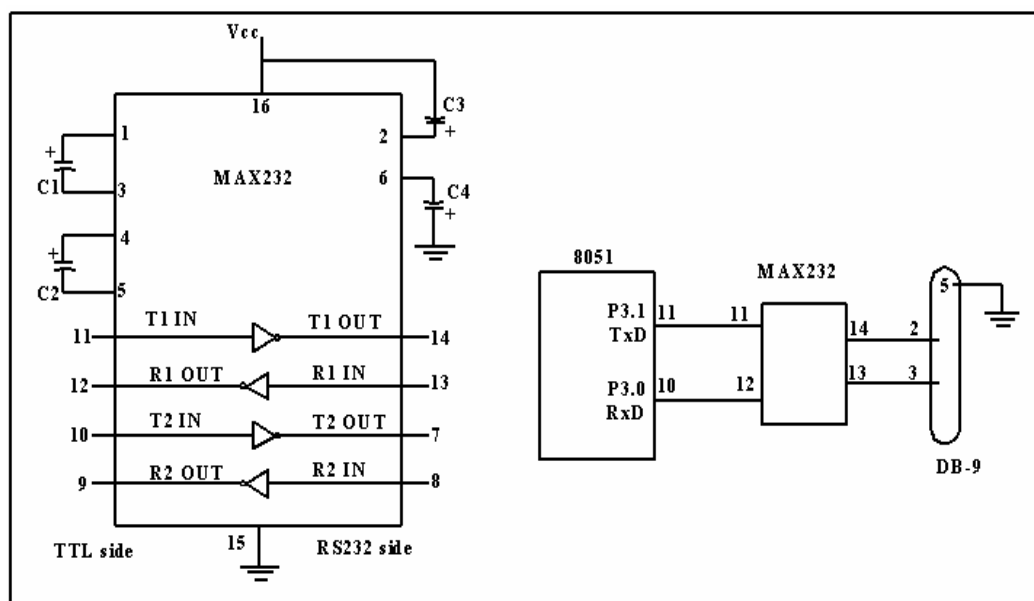 Vcc
16
1
+
C1
3
4
+
C2
5
MAX232
2
C3
+
6
C4
+
11
T1 IN
T1 OUT
14
12
R1 OUT
R1 IN
13
10
T2 IN
T2 OUT
7
9
R2 OUT
R2 IN
8
TTL side
15
RS232 side
8051
P3.1
TxD
11
P3.0
RxD
10
MAX232
11
12
14
13
2
3
5
DB-9